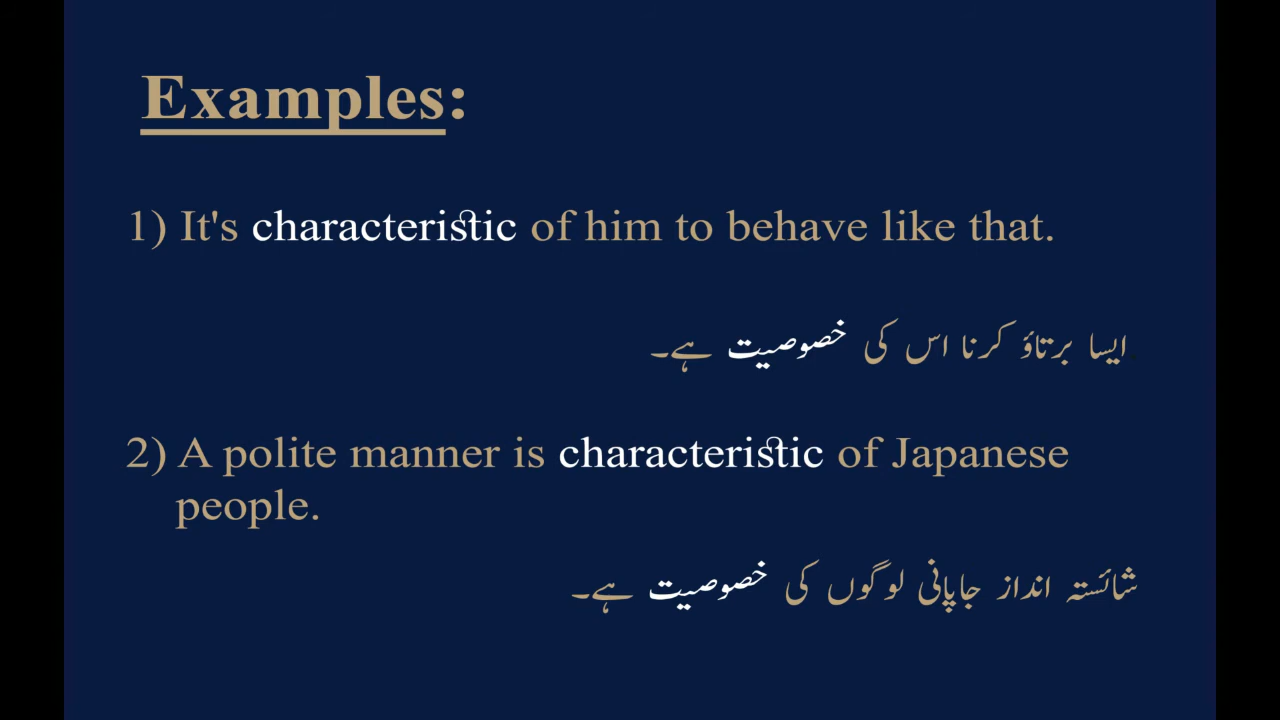 Examples:
1) It's characteristic of him to behave like that.
ایسا برتاؤ کرنا اس کی خصوصیت ہے۔
2) A polite manner is characteristic of Japanese
people.
شائستہ انداز جاپانی لوگوں کی خصوصیت ہے۔